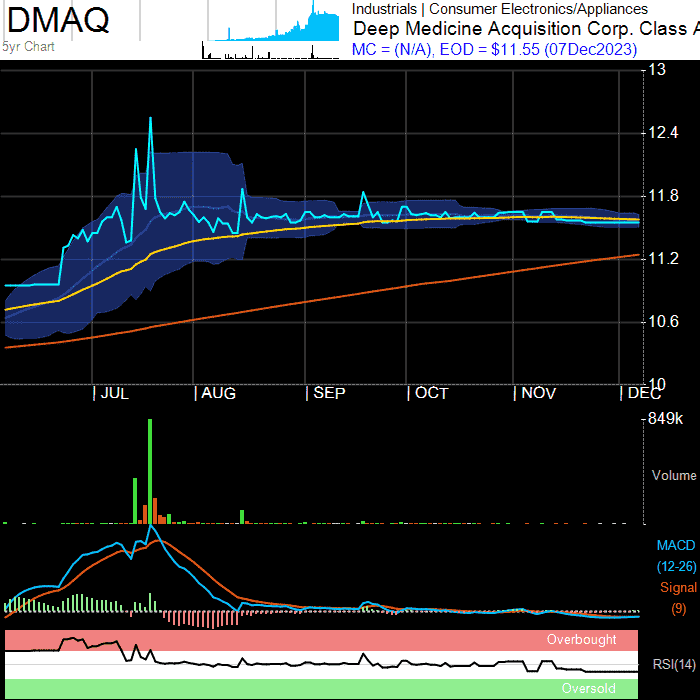 DMAQ
5yr Chart
Industrials | Consumer Electronics/Appliances
Deep Medicine Acquisition Corp. Class A
MC = (N/A), EOD = $11.55 (07Dec2023)
13
12.4
11.8
11.2
10.6
10
JUL AUG SEP OCT NOV DEC
849k
Volume
MACD
(12-26)
Signal
(9)
Overbought
RSI(14)
Oversold